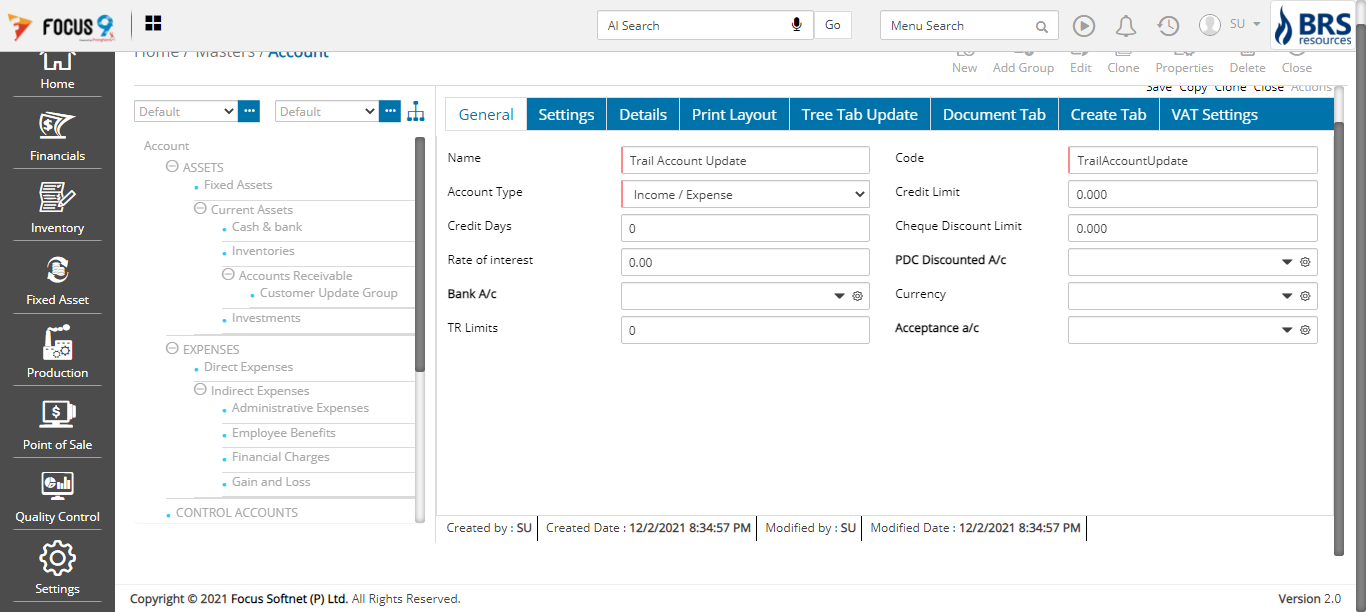 FOCUS 9
AI Search
Go
Menu Search
SU
BRS
resources
Home / Masters / Account
New Add Group Edit Clone Properties Delete Close
Save Copy Clone Close Actions
Home
Financials
Inventory
Fixed Asset
Production
Point of Sale
Quality Control
Settings
Default Default
Account
ASSETS
Fixed Assets
Current Assets
Cash & bank
Inventories
Accounts Receivable
Customer Update Group
Investments
EXPENSES
Direct Expenses
Indirect Expenses
Administrative Expenses
Employee Benefits
Financial Charges
Gain and Loss
CONTROL ACCOUNTS
General Settings Details Print Layout Tree Tab Update Document Tab Create Tab VAT Settings
Name Trail Account Update Code TrailAccountUpdate
Account Type Income / Expense Credit Limit 0.000
Credit Days 0 Cheque Discount Limit 0.000
Rate of interest 0.00 PDC Discounted A/c
Bank A/c Currency
TR Limits 0 Acceptance a/c
Created by : SU Created Date : 12/2/2021 8:34:57 PM Modified by : SU Modified Date : 12/2/2021 8:34:57 PM
Copyright © 2021 Focus Softnet (P) Ltd. All Rights Reserved. Version 2.0